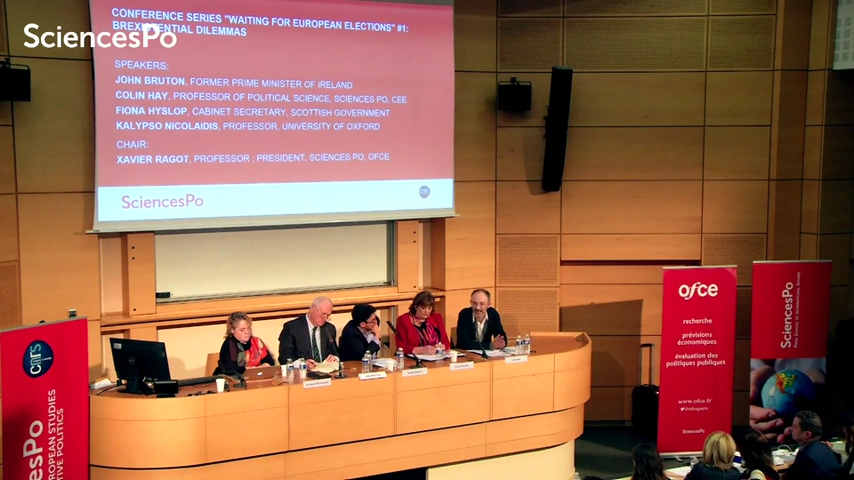 SciencesPo
CONFERENCE SERIES "WAITING FOR EUROPEAN ELECTIONS" #1:
BREXISTENTIAL DILEMMAS
SPEAKERS:
JOHN BRUTON, FORMER PRIME MINISTER OF IRELAND
COLIN HAY, PROFESSOR OF POLITICAL SCIENCE, SCIENCES PO, CEE
FIONA HYSLOP, CABINET SECRETARY, SCOTTISH GOVERNMENT
KALYPSO NICOLAIDIS, PROFESSOR, UNIVERSITY OF OXFORD
CHAIR:
XAVIER RAGOT, PROFESSOR , PRESIDENT, SCIENCES PO, OFCE
SciencesPo
cnrs
cesPo
ROPEAN STUDIES
TIVE POLITICS
ofce
recherche
prévisions
économiques
évaluation des
politiques publiques
www.ofce.fr
SciencesPo
SciencesPo